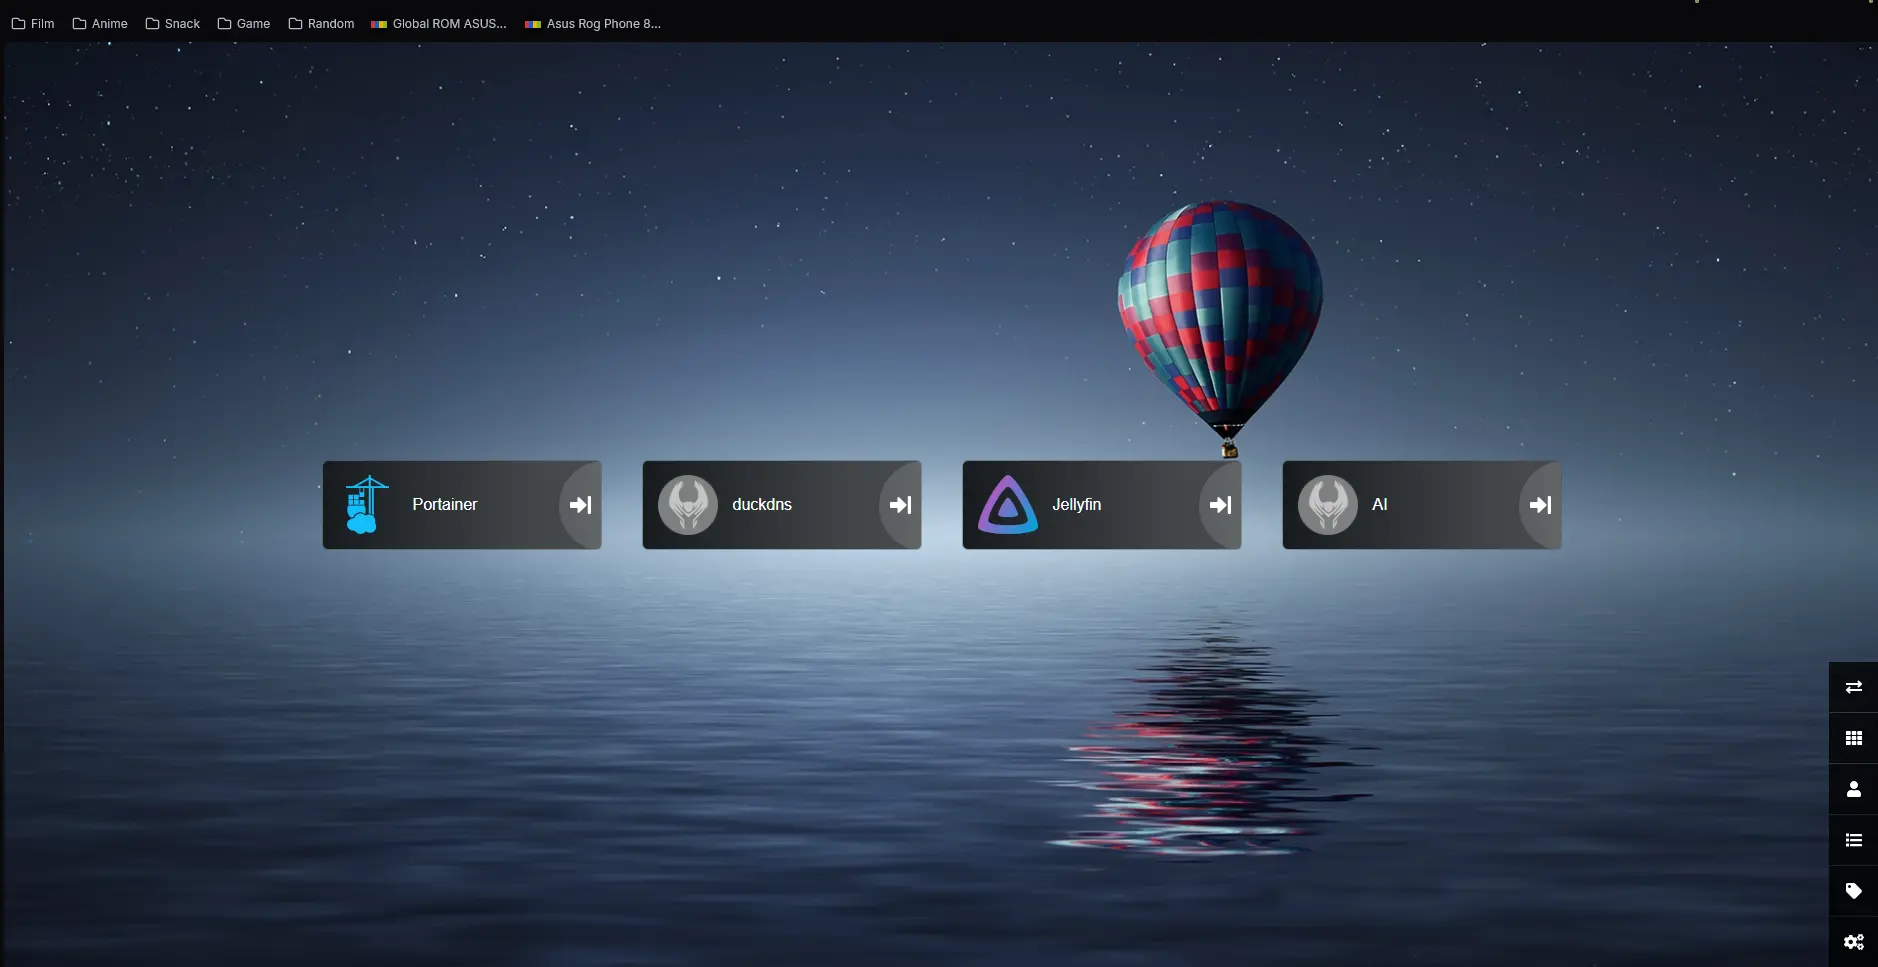 Film Anime Snack Game Random Global ROM ASUS... Asus Rog Phone 8...
Portainer duckdns Jellyfin AI